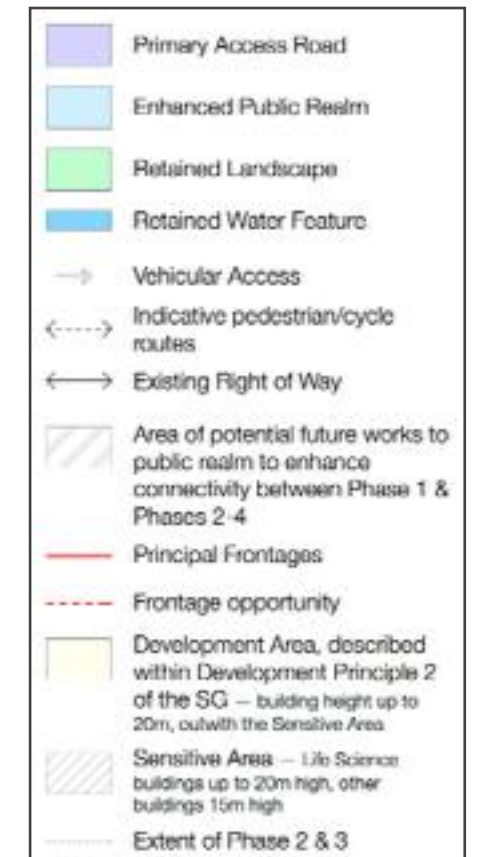 Primary Access Road
Enhanced Public Realm
Retained Landscape
Retained Water Feature
Vehicular Access
Indicative pedestrian/cycle
routes
Existing Right of Way
Area of potential future works to
public realm to enhance
connectivity between Phase 1 &
Phases 2-4
Principal Frontages
Frontage opportunity
Development Area, described
within Development Principle 2
of the SG – building height up to
20m, outwith the Sensitive Area
Sensitive Area – Life Science
buildings up to 20m high, other
buildings 15m high
Extent of Phase 2 & 3